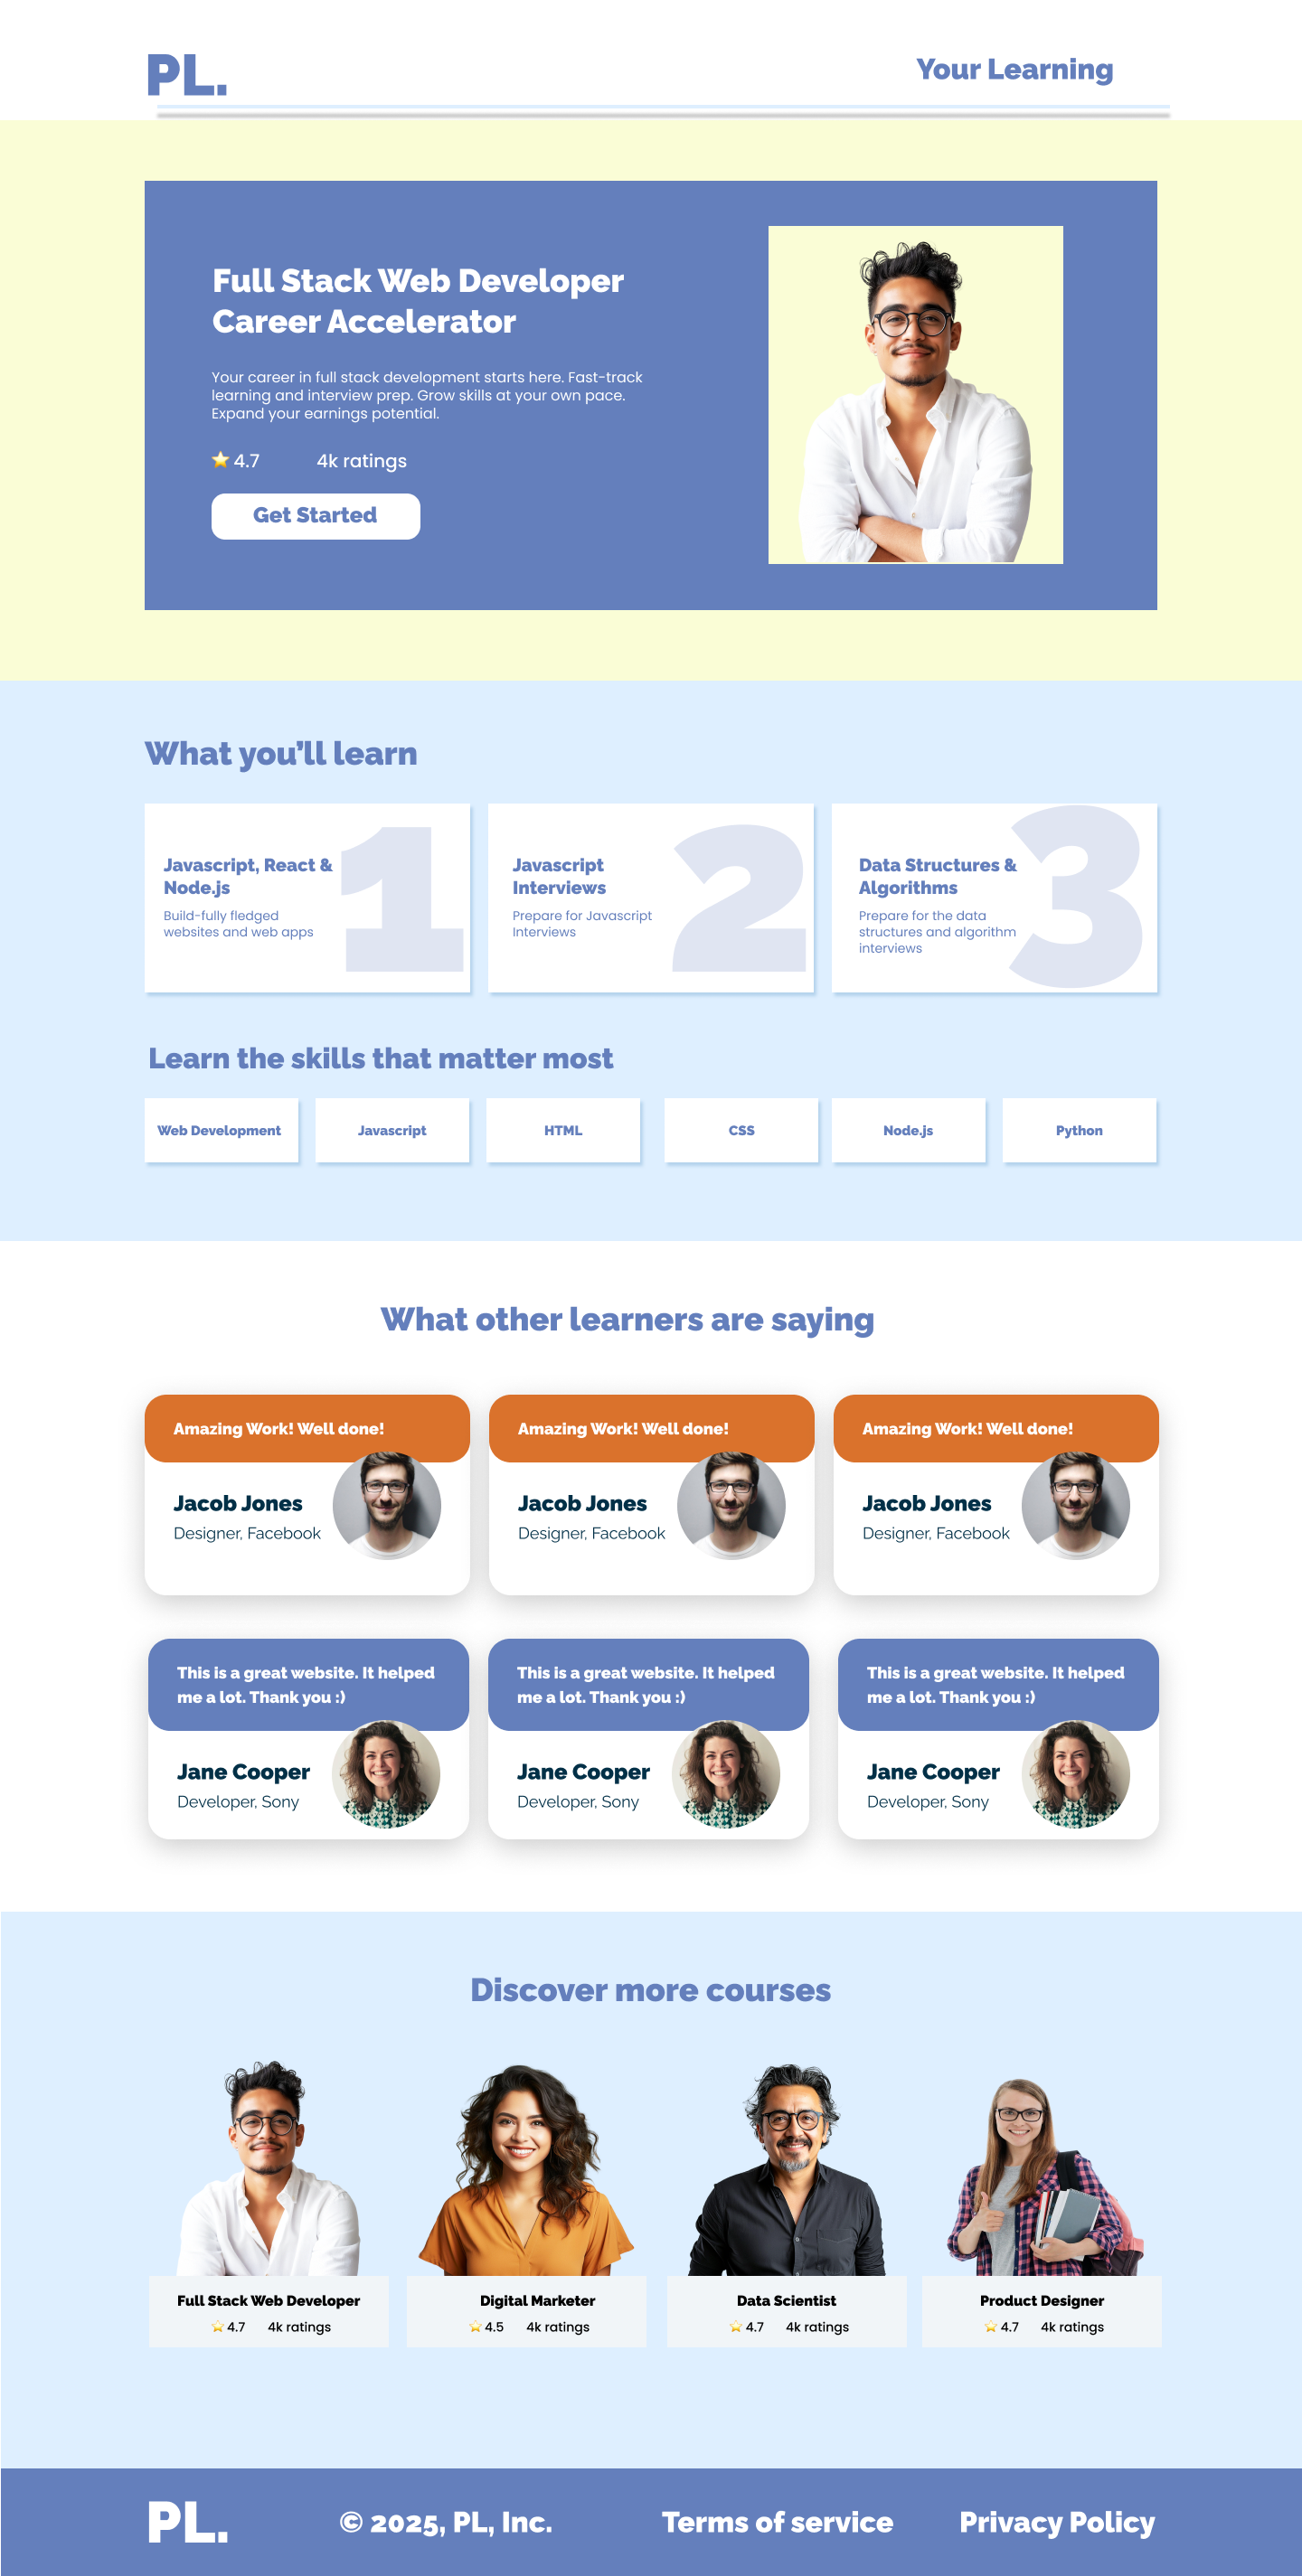 PL.
Your Learning
Full Stack Web Developer
Career Accelerator
Your career in full stack development starts here. Fast-track
learning and interview prep. Grow skills at your own pace.
Expand your earnings potential.
4.7 4k ratings
Get Started
What you’ll learn
1
Javascript, React &
Node.js
Build-fully fledged
websites and web apps
2
Javascript
Interviews
Prepare for Javascript
Interviews
3
Data Structures &
Algorithms
Prepare for the data
structures and algorithm
interviews
Learn the skills that matter most
Web Development
Javascript
HTML
CSS
Node.js
Python
What other learners are saying
Amazing Work! Well done!
Jacob Jones
Designer, Facebook
Amazing Work! Well done!
Jacob Jones
Designer, Facebook
Amazing Work! Well done!
Jacob Jones
Designer, Facebook
This is a great website. It helped
me a lot. Thank you :)
Jane Cooper
Developer, Sony
This is a great website. It helped
me a lot. Thank you :)
Jane Cooper
Developer, Sony
This is a great website. It helped
me a lot. Thank you :)
Jane Cooper
Developer, Sony
Discover more courses
Full Stack Web Developer
4.7 4k ratings
Digital Marketer
4.5 4k ratings
Data Scientist
4.7 4k ratings
Product Designer
4.7 4k ratings
PL.
© 2025, PL, Inc.
Terms of service
Privacy Policy